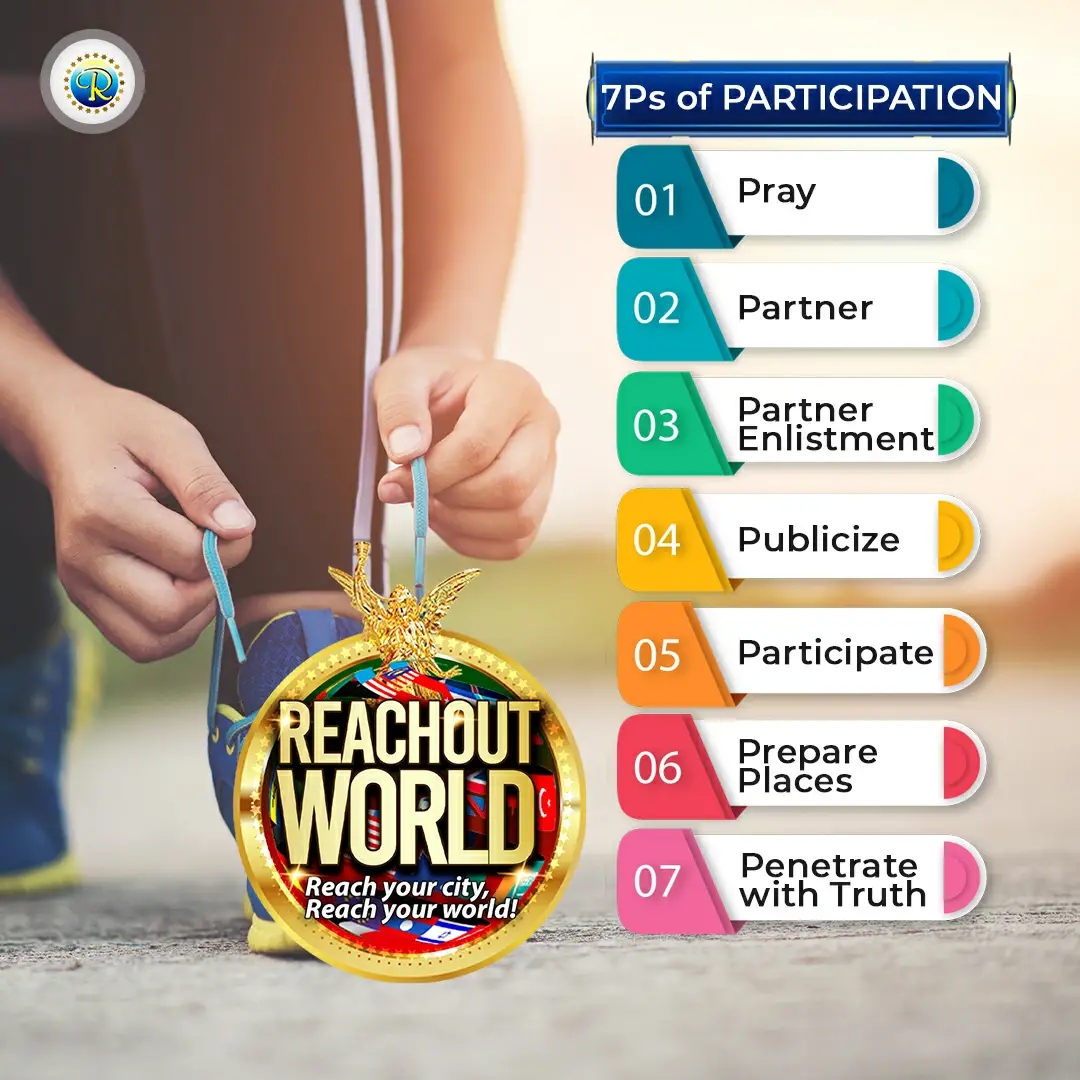 R
7Ps of PARTICIPATION
01
Pray
02
Partner
03
Partner
Enlistment
04
Publicize
05
Participate
06
Prepare
Places
07
Penetrate
with Truth
REACHOUT
WORLD
Reach your city,
Reach your world!